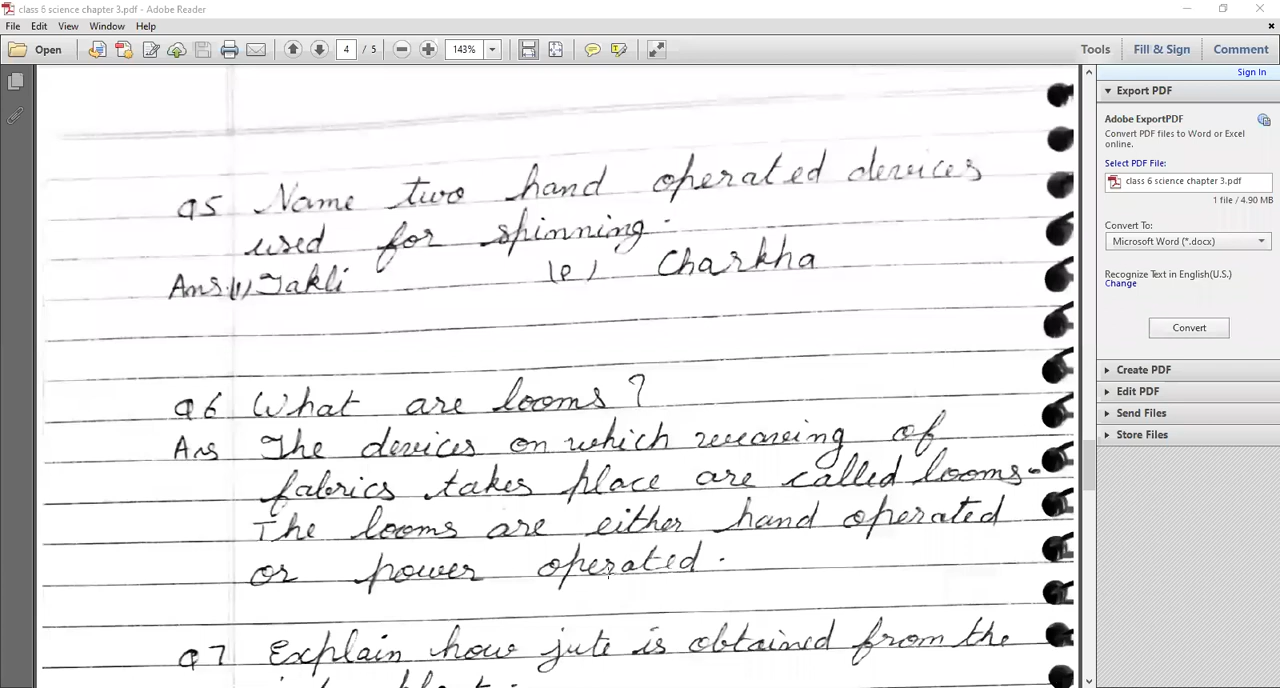 class 6 science chapter 3.pdf - Adobe Reader
File Edit View Window Help
Open 4 / 5 143% Tools Fill & Sign Comment
Sign In
Export PDF
Adobe ExportPDF
Convert PDF files to Word or Excel
online.
Select PDF File:
class 6 science chapter 3.pdf
1 file / 4.90 MB
Convert To:
Microsoft Word (*.docx)
Recognize Text in English(U.S.)
Change
Convert
Create PDF
Edit PDF
Send Files
Store Files
Q5 Name two hand operated devices
used for spinning.
Ans. (1) Takli Charkha
Q6 What are looms?
Ans The devices on which weaving of
fabrics takes place are called looms.
The looms are either hand operated
or power operated.
Q7 Explain how jute is obtained from the